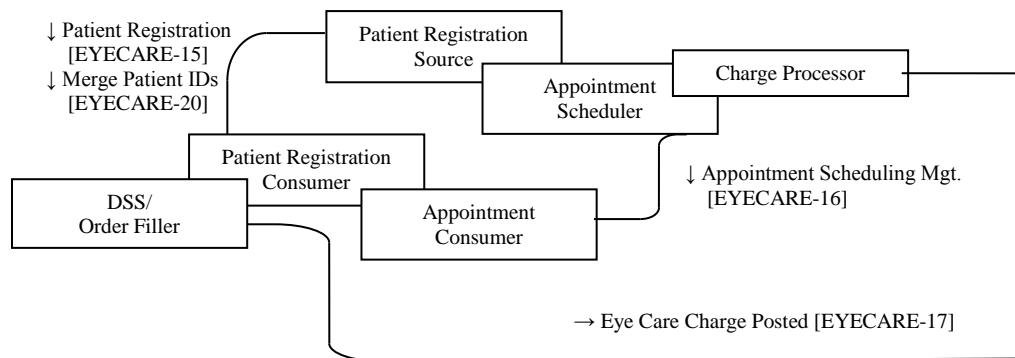 ↓ Patient Registration
[EYECARE-15]
↓ Merge Patient IDs
[EYECARE-20]
Patient Registration
Source
Appointment
Scheduler
Charge Processor
Patient Registration
Consumer
DSS/
Order Filler
Appointment
Consumer
↓ Appointment Scheduling Mgt.
[EYECARE-16]
→ Eye Care Charge Posted [EYECARE-17]